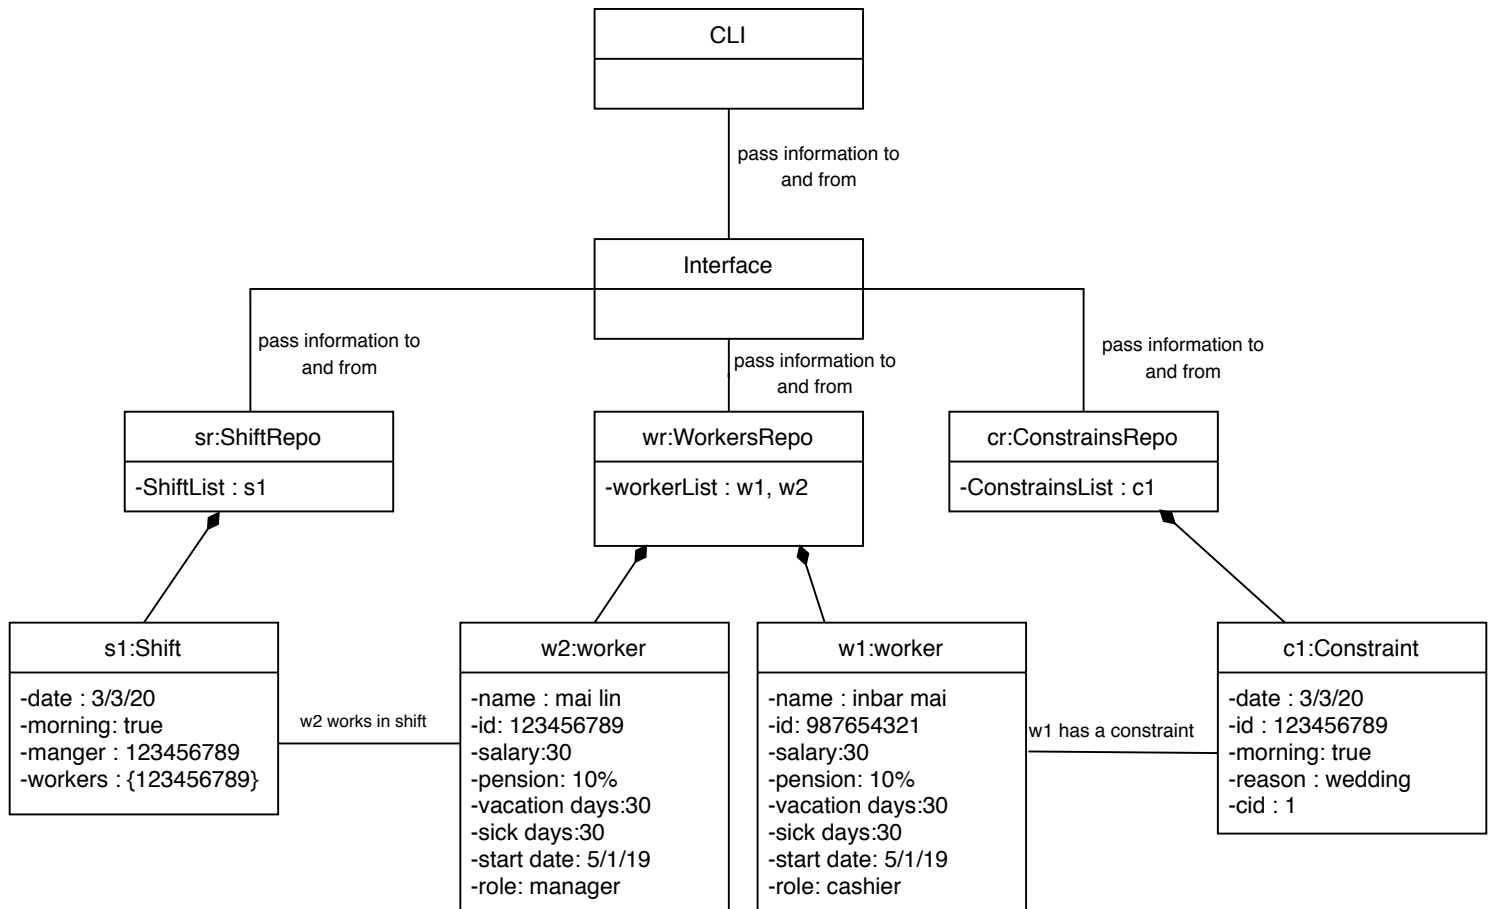 CLI
pass information to
and from
Interface
pass information to
and from
pass information to
and from
pass information to
and from
sr:ShiftRepo
-ShiftList : s1
wr:WorkersRepo
-workerList : w1, w2
cr:ConstrainsRepo
-ConstrainsList : c1
s1:Shift
-date : 3/3/20
-morning: true
-manger : 123456789
-workers : {123456789}
w2 works in shift
w2:worker
-name : mai lin
-id: 123456789
-salary:30
-pension: 10%
-vacation days:30
-sick days:30
-start date: 5/1/19
-role: manager
w1:worker
-name : inbar mai
-id: 987654321
-salary:30
-pension: 10%
-vacation days:30
-sick days:30
-start date: 5/1/19
-role: cashier
w1 has a constraint
c1:Constraint
-date : 3/3/20
-id : 123456789
-morning: true
-reason : wedding
-cid : 1